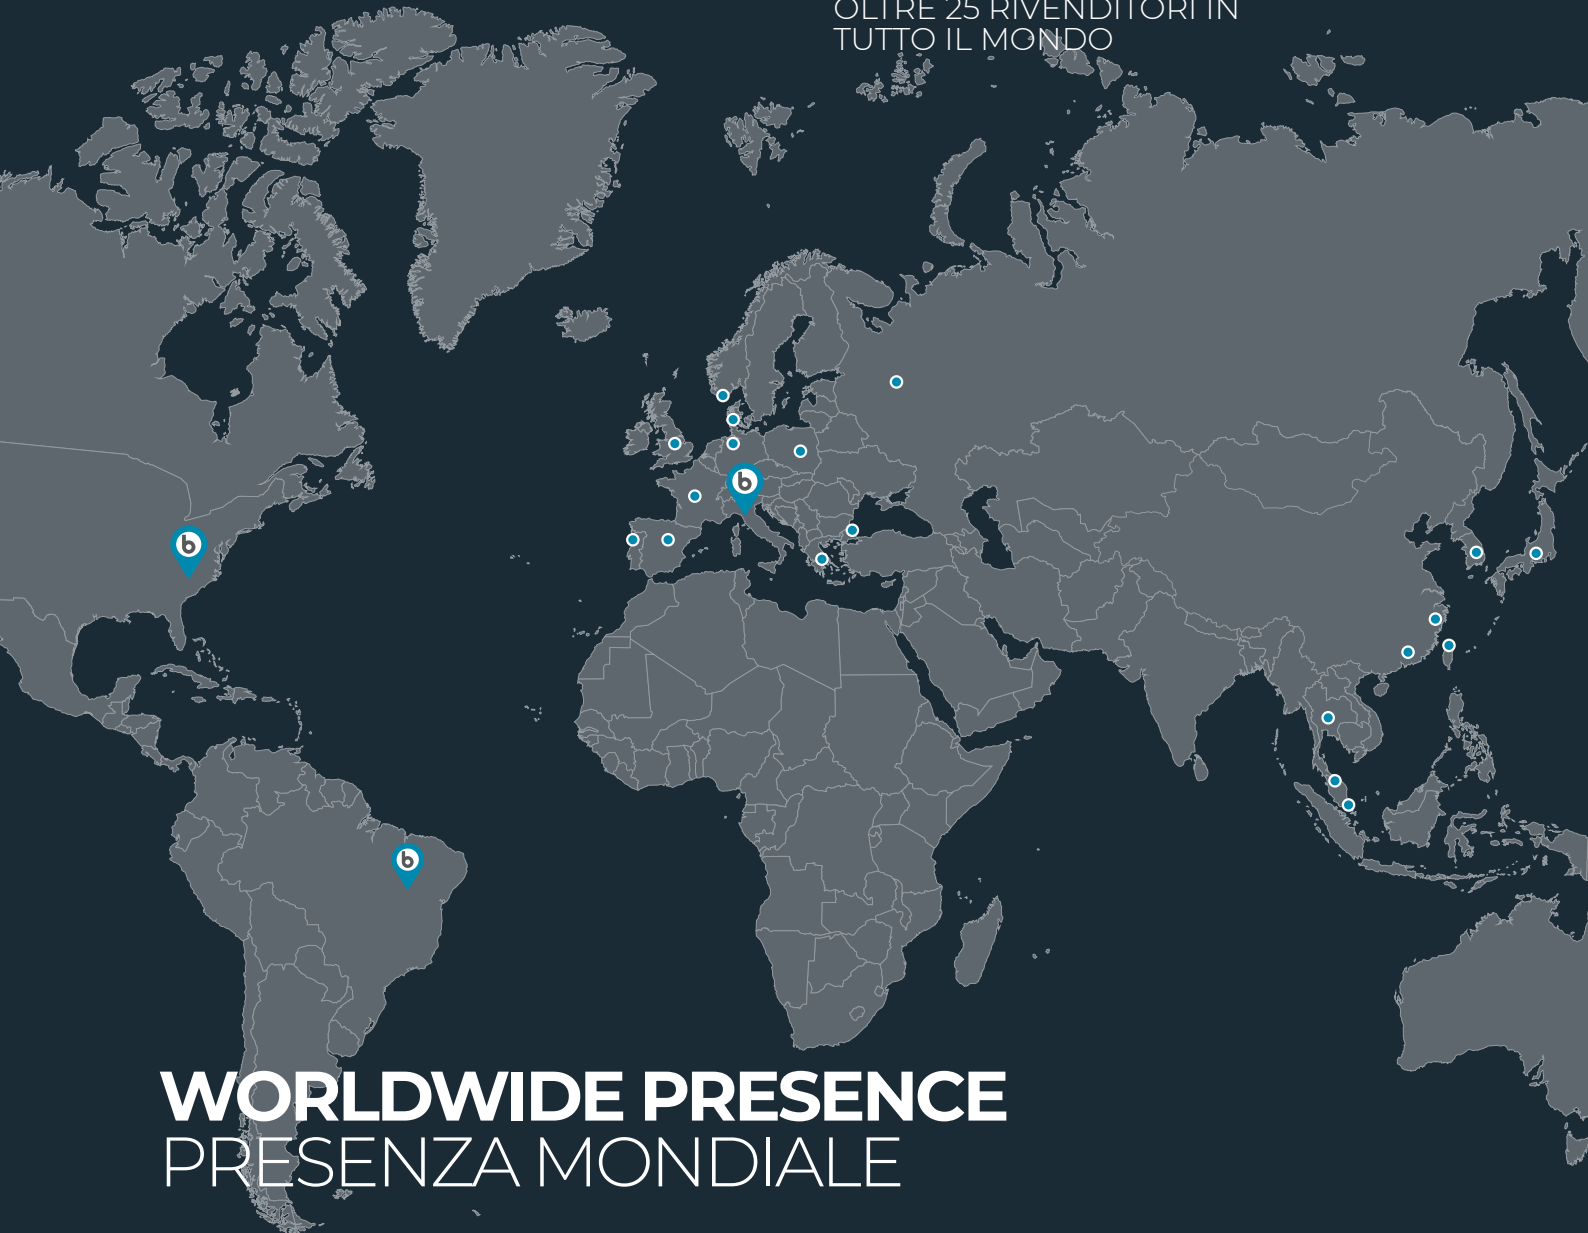 OLTRE 25 RIVENDITORI IN
TUTTO IL MONDO
b
b
b
WORLDWIDE PRESENCE
PRESENZA MONDIALE